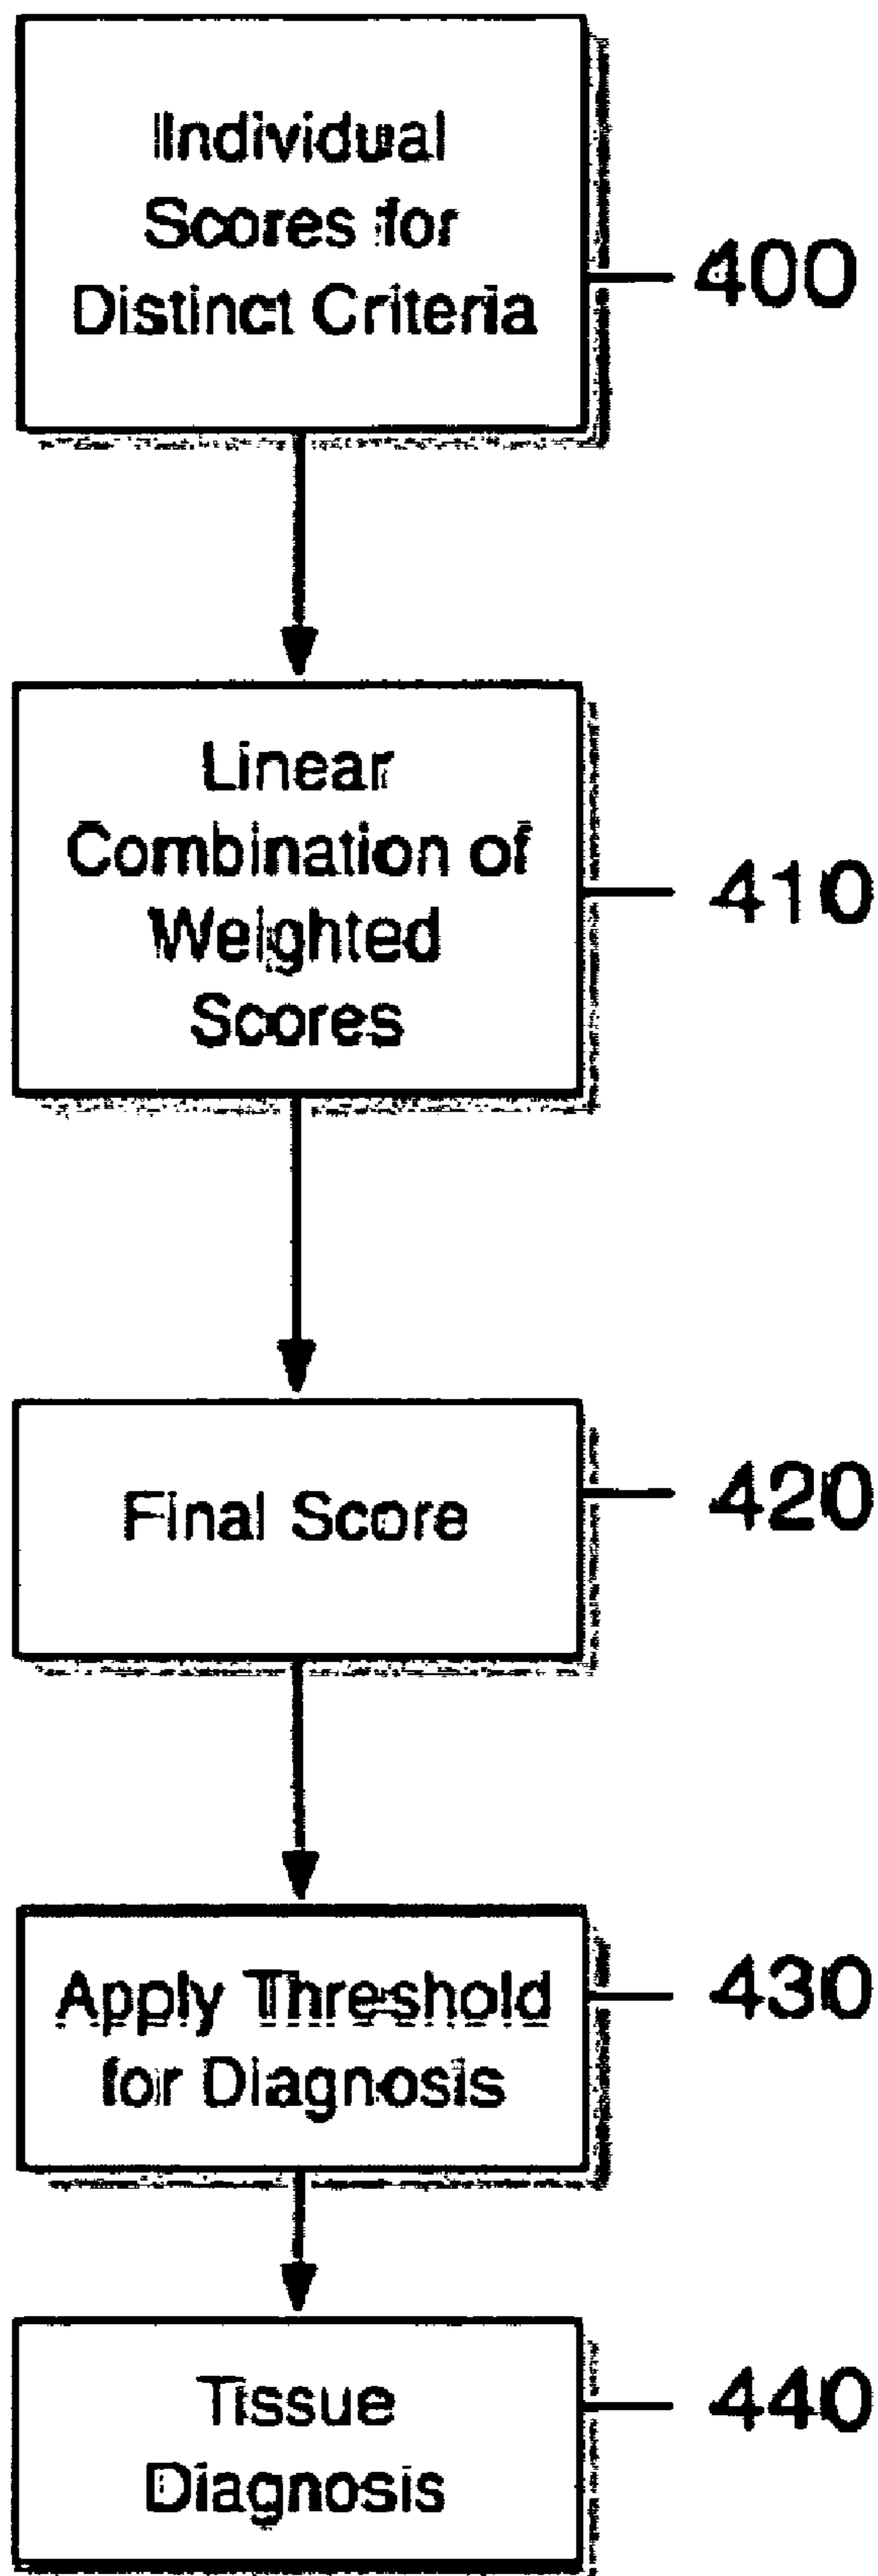 Individual
Scores for
Distinct Criteria
400
Linear
Combination of
Weighted
Scores
410
Final Score
420
Apply Threshold
for Diagnosis
430
Tissue
Diagnosis
440